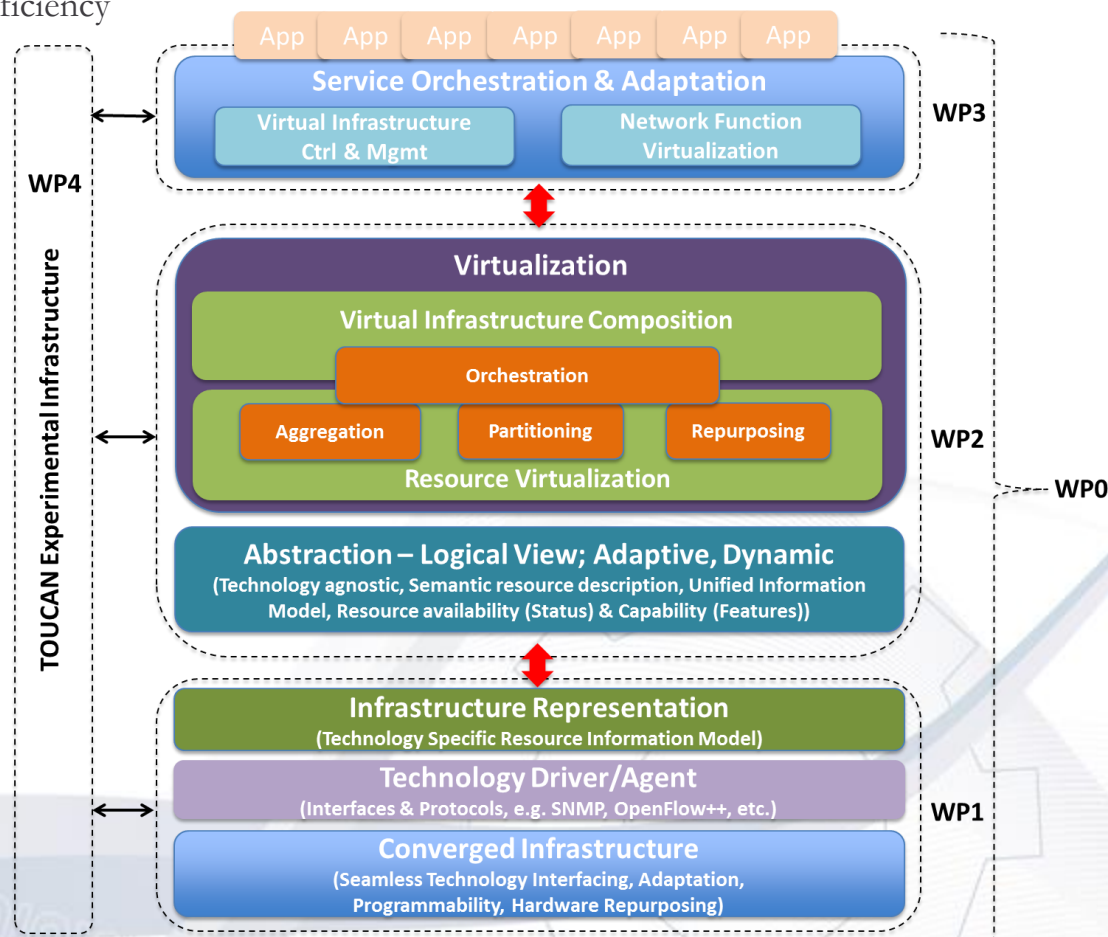 ficiency
App App App App App App App
Service Orchestration & Adaptation
Virtual Infrastructure
Ctrl & Mgmt
Network Function
Virtualization
WP3
WP4
TOUCAN Experimental Infrastructure
Virtualization
Virtual Infrastructure Composition
Orchestration
Aggregation
Partitioning
Repurposing
Resource Virtualization
WP2
WP0
Abstraction – Logical View; Adaptive, Dynamic
(Technology agnostic, Semantic resource description, Unified Information
Model, Resource availability (Status) & Capability (Features))
Infrastructure Representation
(Technology Specific Resource Information Model)
Technology Driver/Agent
(Interfaces & Protocols, e.g. SNMP, OpenFlow++, etc.)
WP1
Converged Infrastructure
(Seamless Technology Interfacing, Adaptation,
Programmability, Hardware Repurposing)